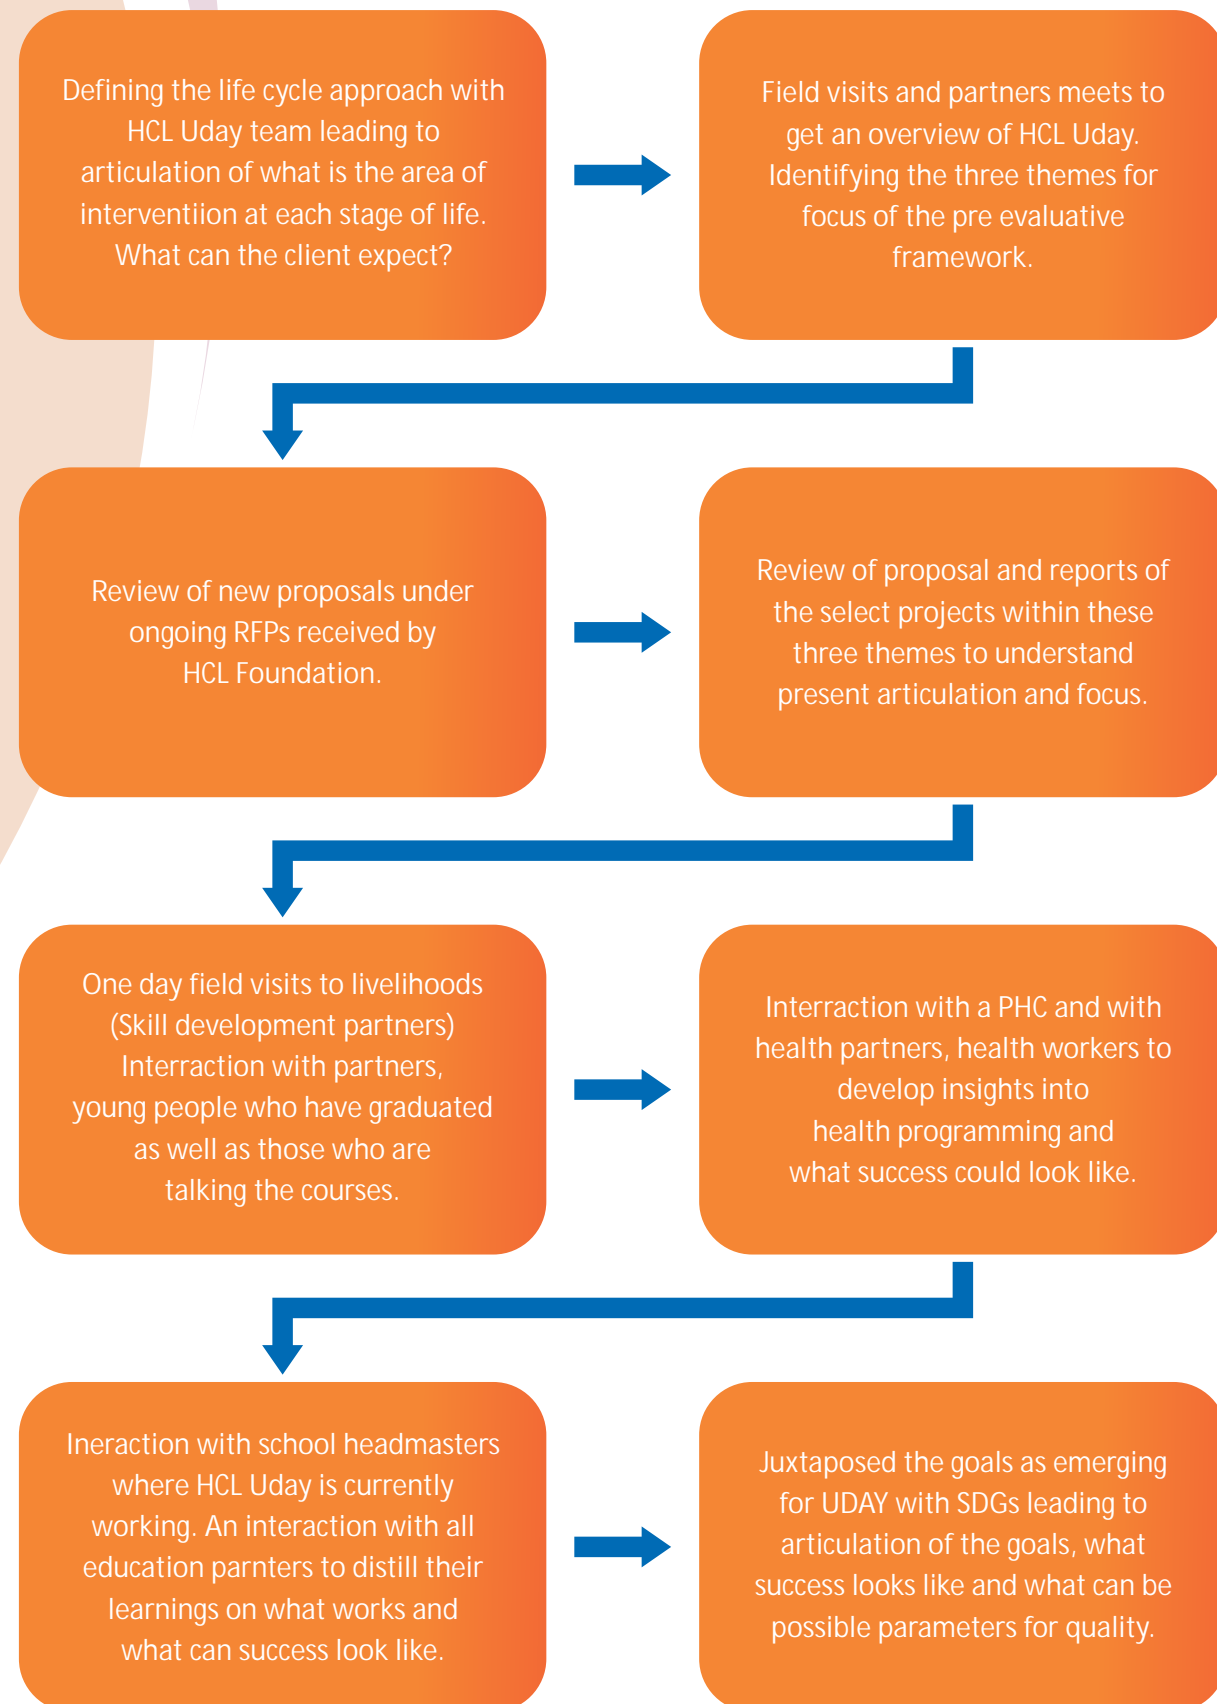 Defining the life cycle approach with
HCL Uday team leading to
articulation of what is the area of
interventiion at each stage of life.
What can the client expect?
Field visits and partners meets to
get an overview of HCL Uday.
Identifying the three themes for
focus of the pre evaluative
framework.
Review of new proposals under
ongoing RFPs received by
HCL Foundation.
Review of proposal and reports of
the select projects within these
three themes to understand
present articulation and focus.
One day field visits to livelihoods
(Skill development partners)
Interraction with partners,
young people who have graduated
as well as those who are
talking the courses.
Interraction with a PHC and with
health partners, health workers to
develop insights into
health programming and
what success could look like.
Ineraction with school headmasters
where HCL Uday is currently
working. An interaction with all
education parnters to distill their
learnings on what works and
what can success look like.
Juxtaposed the goals as emerging
for UDAY with SDGs leading to
articulation of the goals, what
success looks like and what can be
possible parameters for quality.